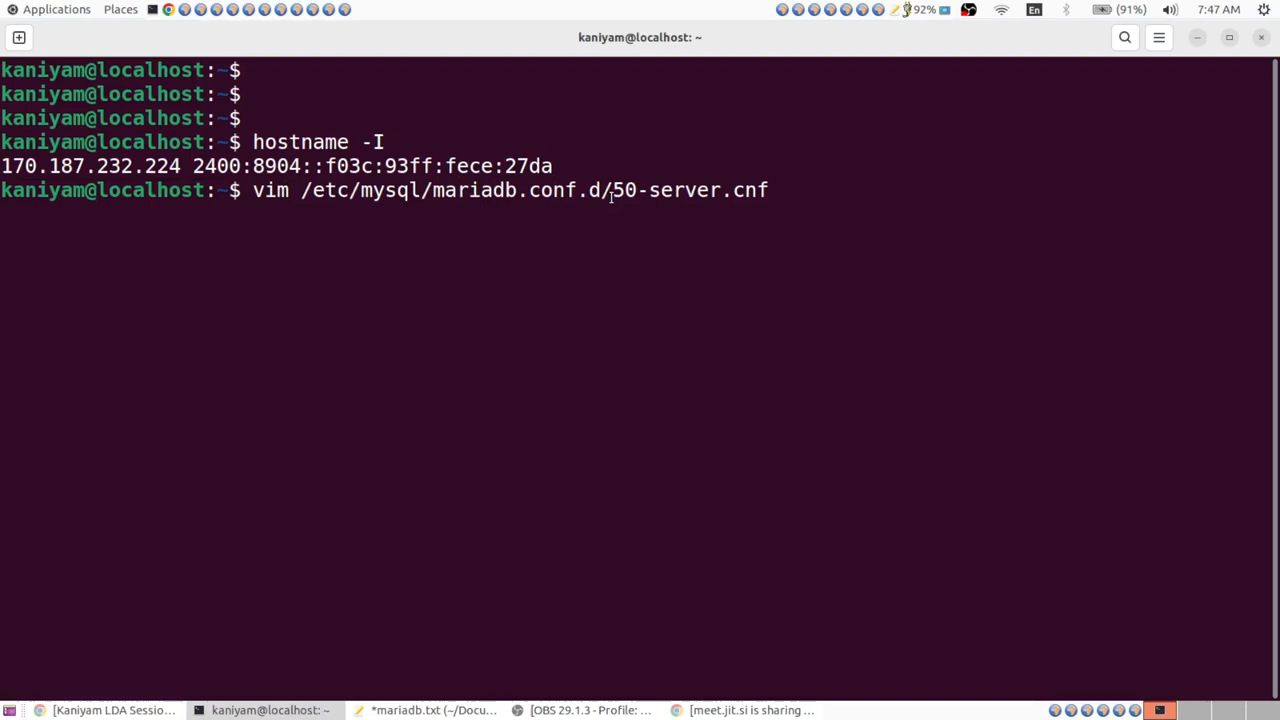 Applications Places 92% En (91%) 7:47 AM
kaniyam@localhost: ~
kaniyam@localhost:~$
kaniyam@localhost:~$
kaniyam@localhost:~$
kaniyam@localhost:~$ hostname -I
170.187.232.224 2400:8904::f03c:93ff:fece:27da
kaniyam@localhost:~$ vim /etc/mysql/mariadb.conf.d/50-server.cnf
[Kaniyam LDA Sessio... kaniyam@localhost: ~ *mariadb.txt (~/Docu... [OBS 29.1.3 - Profile: ... [meet.jit.si is sharing ...